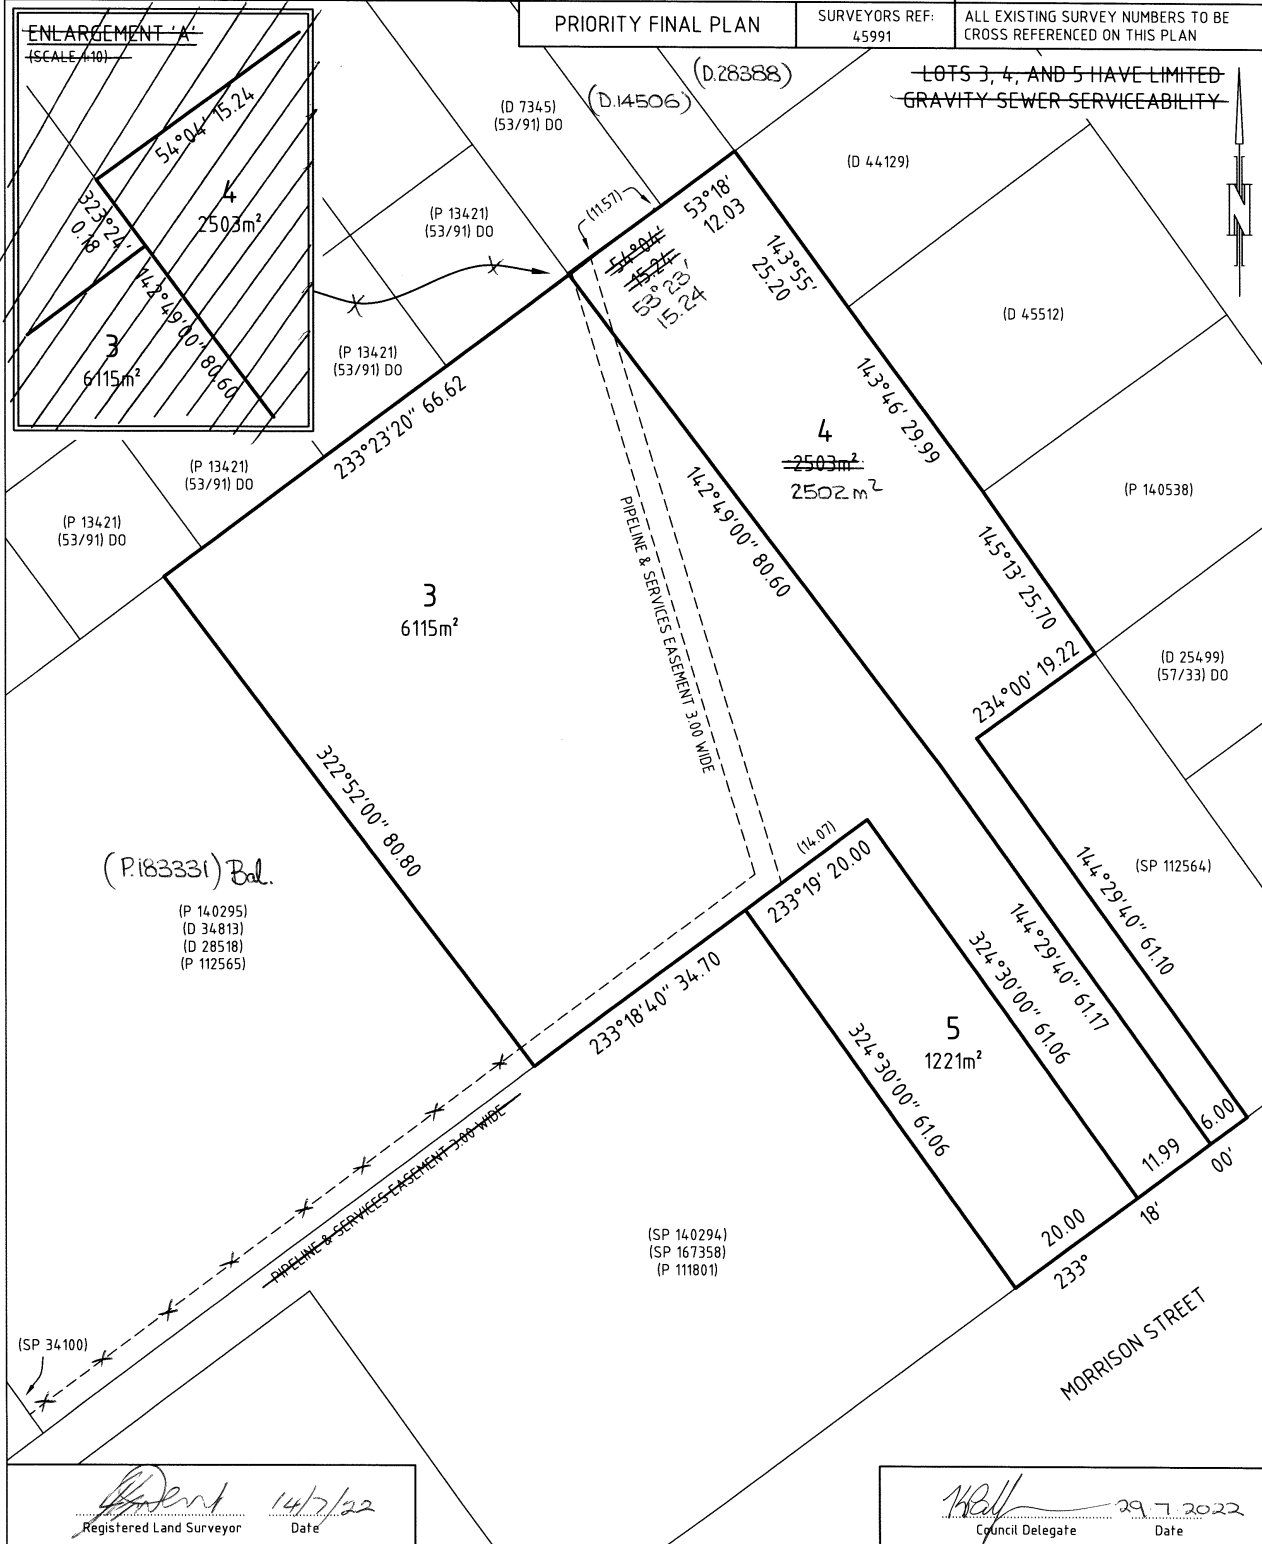 PRIORITY FINAL PLAN
SURVEYORS REF:
45991
ALL EXISTING SURVEY NUMBERS TO BE
CROSS REFERENCED ON THIS PLAN
ENLARGEMENT 'A'
(SCALE 1:10)
54°04' 15.24
4
2503m²
323°24'
0.18
142°49'00" 80.60
3
6115m²
LOTS 3, 4, AND 5 HAVE LIMITED
GRAVITY SEWER SERVICEABILITY
N
(D.28388)
(D.14506)
(D 7345)
(53/91) DO
(D 44129)
(P 13421)
(53/91) DO
(11.57)
53°18'
12.03
54°04'
15.24
53°23'
15.24
143°55'
25.20
(D 45512)
(P 13421)
(53/91) DO
233°23'20" 66.62
143°46' 29.99
4
2503m²
2502m²
(P 13421)
(53/91) DO
(P 13421)
(53/91) DO
142°49'00" 80.60
(P 140538)
PIPELINE & SERVICES EASEMENT 3.00 WIDE
145°13' 25.70
3
6115m²
234°00' 19.22
(D 25499)
(57/33) DO
322°52'00" 80.80
(14.07)
233°19' 20.00
(P.183331) Bal.
(P 140295)
(D 34813)
(D 28518)
(P 112565)
(SP 112564)
144°29'40" 61.10
144°29'40" 61.17
324°30'00" 61.06
233°18'40" 34.70
5
1221m²
324°30'00" 61.06
PIPELINE & SERVICES EASEMENT 3.00 WIDE
6.00
11.99
20.00
233°
18'
00'
(SP 140294)
(SP 167358)
(P 111801)
MORRISON STREET
(SP 34100)
14/7/22
Registered Land Surveyor
Date
29.7.2022
Council Delegate
Date